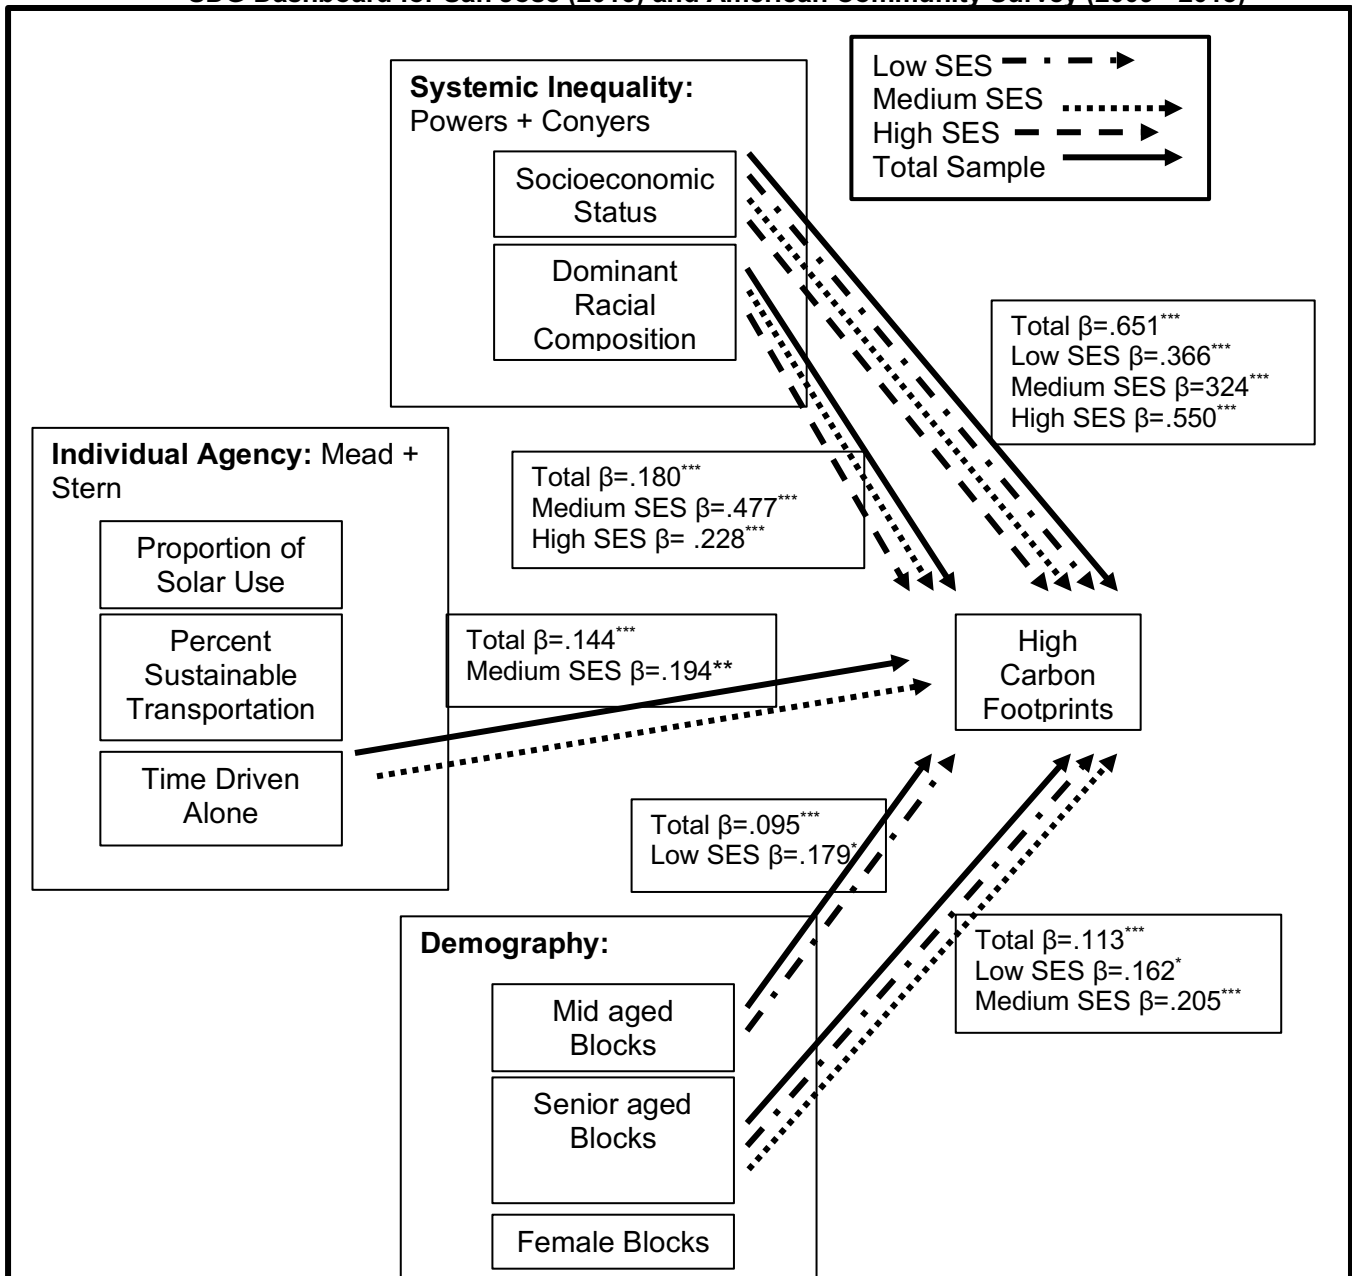 Systemic Inequality:
Powers + Conyers
Socioeconomic
Status
Dominant
Racial
Composition
Low SES
Medium SES
High SES
Total Sample
Total β=.651***
Low SES β=.366***
Medium SES β=324***
High SES β=.550***
Total β=.180***
Medium SES β=.477***
High SES β= .228***
Individual Agency: Mead +
Stern
Proportion of
Solar Use
Percent
Sustainable
Transportation
Time Driven
Alone
Total β=.144***
Medium SES β=.194**
High
Carbon
Footprints
Total β=.095***
Low SES β=.179*
Total β=.113***
Low SES β=.162*
Medium SES β=.205***
Demography:
Mid aged
Blocks
Senior aged
Blocks
Female Blocks